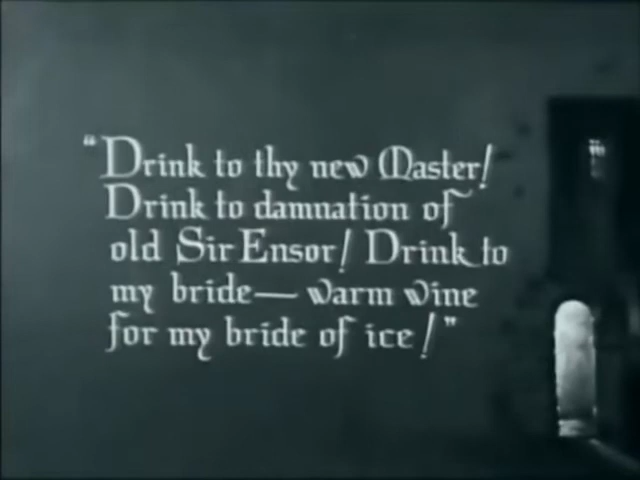 "Drink to thy new Master!
Drink to damnation of
old Sir Ensor! Drink to
my bride— warm wine
for my bride of ice!"